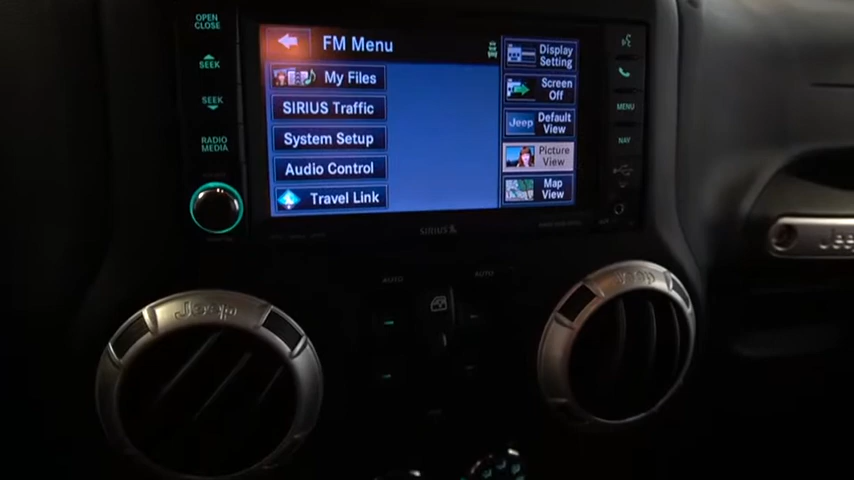 OPEN
CLOSE
SEEK
SEEK
RADIO
MEDIA
FM Menu
My Files
SIRIUS Traffic
System Setup
Audio Control
Travel Link
Display
Setting
Screen
Off
Jeep
Default
View
Picture
View
Map
View
MENU
NAV
SIRIUS
AUTO
AUTO
Jeep
Jeep
Jeep